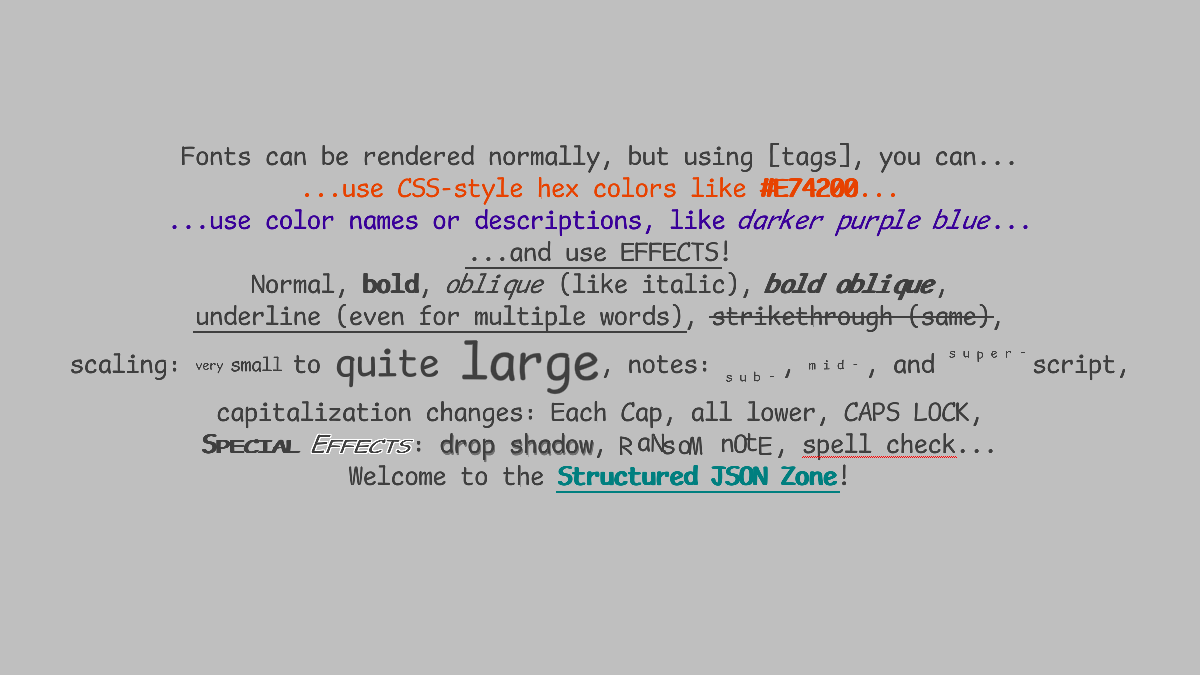 Fonts can be rendered normally, but using [tags], you can...
...use CSS-style hex colors like #E74200...
...use color names or descriptions, like darker purple blue...
...and use EFFECTS!
Normal, bold, oblique (like italic), bold oblique,
underline (even for multiple words), strikethrough (same),
scaling: very small to quite large, notes: sub-, mid-, and super-script,
capitalization changes: Each Cap, all lower, CAPS LOCK,
SPECIAL EFFECTS: drop shadow, RaNsoM nOtE, spell check...
Welcome to the Structured JSON Zone!